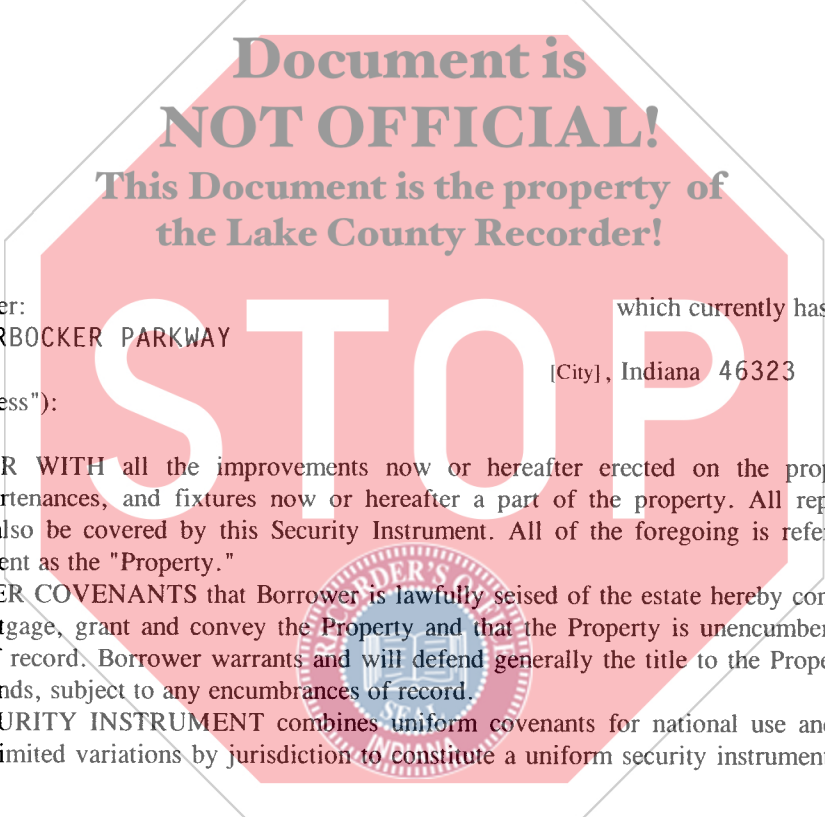 Document is
NOT OFFICIAL!
This Document is the property of
the Lake County Recorder!
er: which currently has
RBOCKER PARKWAY
[City], Indiana 46323
ess"):
STOP
R WITH all the improvements now or hereafter erected on the prop
rtenances, and fixtures now or hereafter a part of the property. All rep
lso be covered by this Security Instrument. All of the foregoing is refe
ent as the "Property."
ER COVENANTS that Borrower is lawfully seised of the estate hereby con
tgage, grant and convey the Property and that the Property is unencumber
f record. Borrower warrants and will defend generally the title to the Prope
nds, subject to any encumbrances of record.
URITY INSTRUMENT combines uniform covenants for national use and
imited variations by jurisdiction to constitute a uniform security instrument
RECORDER'S OFFICE
SEAL
INDIANA